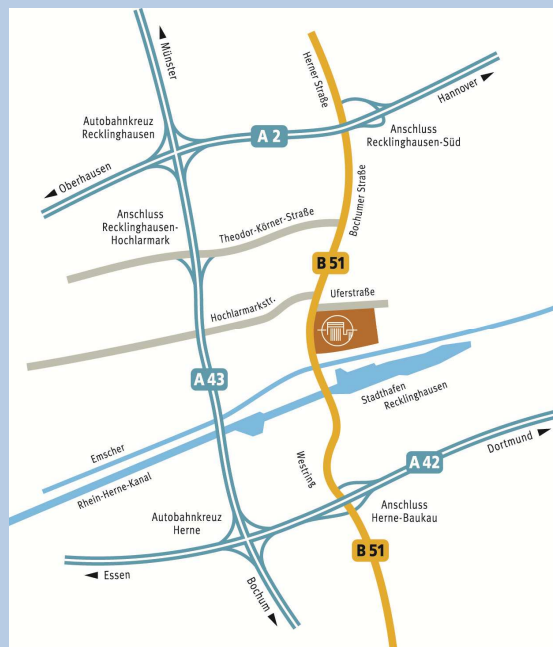 Münster
Herner Straße
Hannover
Autobahnkreuz
Recklinghausen
A 2
Anschluss
Recklinghausen-Süd
Oberhausen
Anschluss
Recklinghausen-
Hochlarmark
Theodor-Körner-Straße
Bochumer Straße
B 51
Hochlarmarkstr.
Uferstraße
A 43
Stadthafen
Recklinghausen
Emscher
Rhein-Herne-Kanal
Westring
A 42
Dortmund
Autobahnkreuz
Herne
Anschluss
Herne-Baukau
B 51
Essen
Bochum